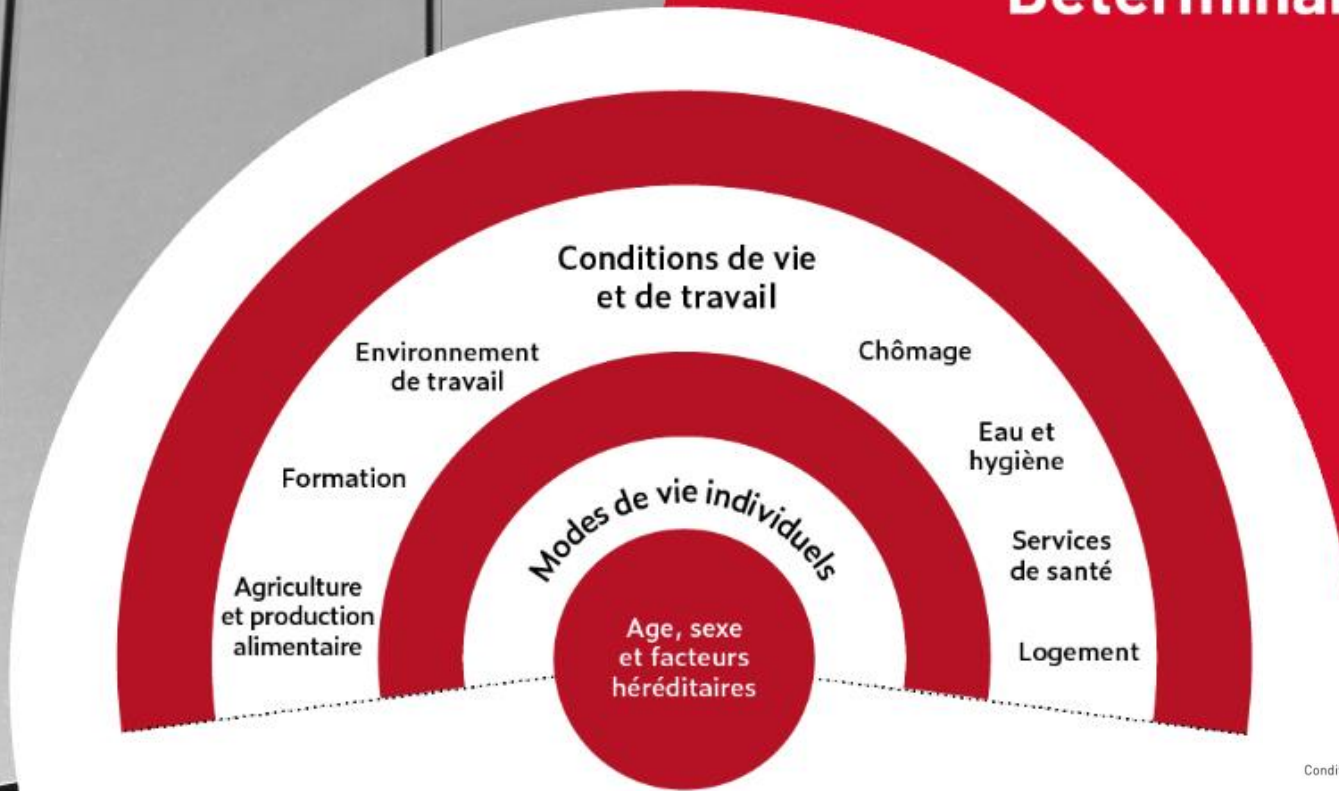 Conditions de vie
et de travail
Environnement
de travail
Chômage
Formation
Eau et
hygiène
Modes de vie individuels
Services
de santé
Agriculture
et production
alimentaire
Age, sexe
et facteurs
héréditaires
Logement